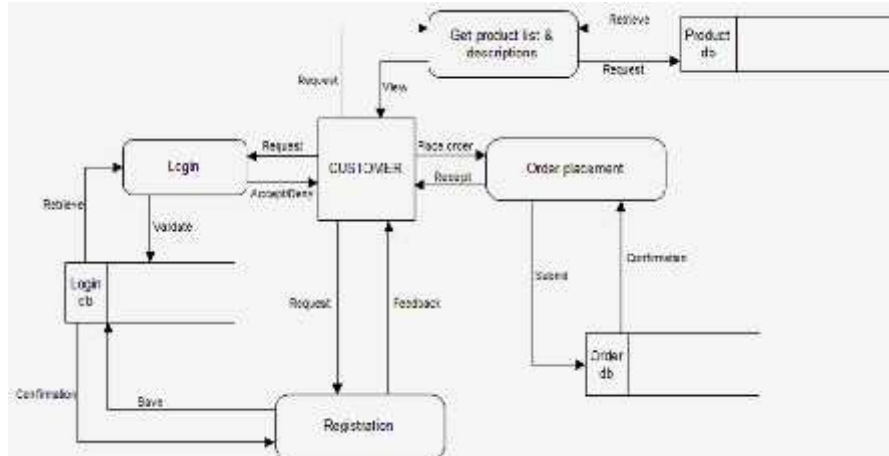 Get product list &
descriptions
Retrieve
Product
db
Request
Request
View
Login
Request
CUSTOMER
Place order
Order placement
Accept/Deny
Receipt
Retrieve
Validate
Login
db
Request
Feedback
Submit
Confirmation
Order
db
Confirmation
Save
Registration